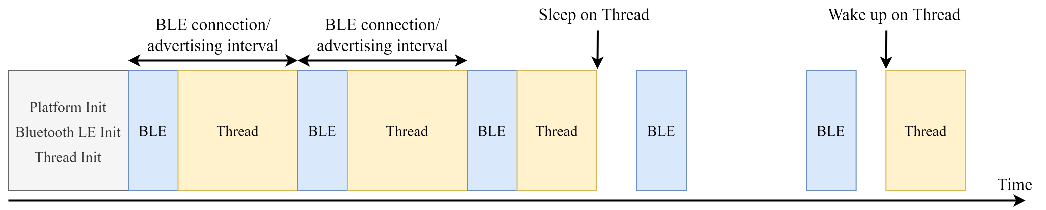 BLE connection/
advertising interval
BLE connection/
advertising interval
Sleep on Thread
Wake up on Thread
Platform Init
Bluetooth LE Init
Thread Init
BLE
Thread
BLE
Thread
BLE
Thread
BLE
BLE
Thread
Time